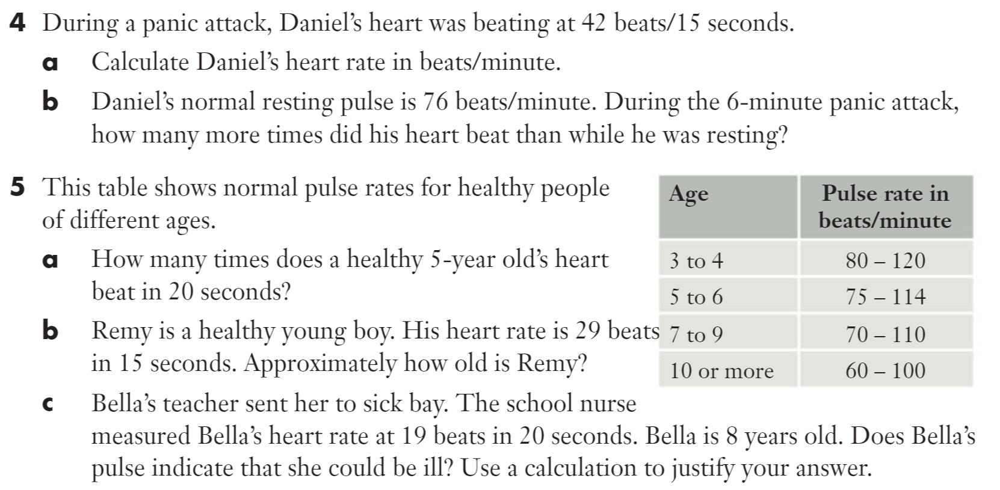 4 During a panic attack, Daniel’s heart was beating at 42 beats/15 seconds.
a Calculate Daniel’s heart rate in beats/minute.
b Daniel’s normal resting pulse is 76 beats/minute. During the 6-minute panic attack,
how many more times did his heart beat than while he was resting?
5 This table shows normal pulse rates for healthy people
of different ages.
a How many times does a healthy 5-year old’s heart
beat in 20 seconds?
b Remy is a healthy young boy. His heart rate is 29 beats
in 15 seconds. Approximately how old is Remy?
Age Pulse rate in
beats/minute
3 to 4 80 – 120
5 to 6 75 – 114
7 to 9 70 – 110
10 or more 60 – 100
c Bella’s teacher sent her to sick bay. The school nurse
measured Bella’s heart rate at 19 beats in 20 seconds. Bella is 8 years old. Does Bella’s
pulse indicate that she could be ill? Use a calculation to justify your answer.